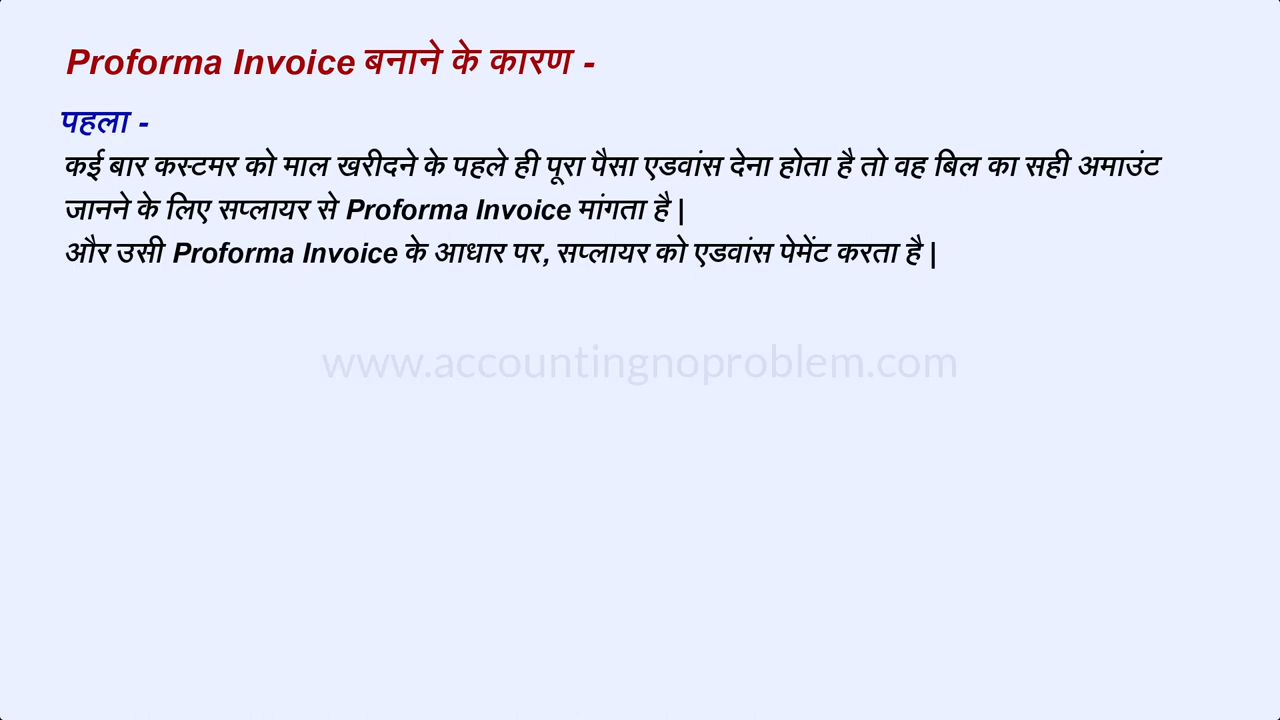 Proforma Invoice बनाने के कारण -
पहला -
कई बार कस्टमर को माल खरीदने के पहले ही पूरा पैसा एडवांस देना होता है तो वह बिल का सही अमाउंट
जानने के लिए सप्लायर से Proforma Invoice मांगता है |
और उसी Proforma Invoice के आधार पर, सप्लायर को एडवांस पेमेंट करता है |
www.accountingnoproblem.com